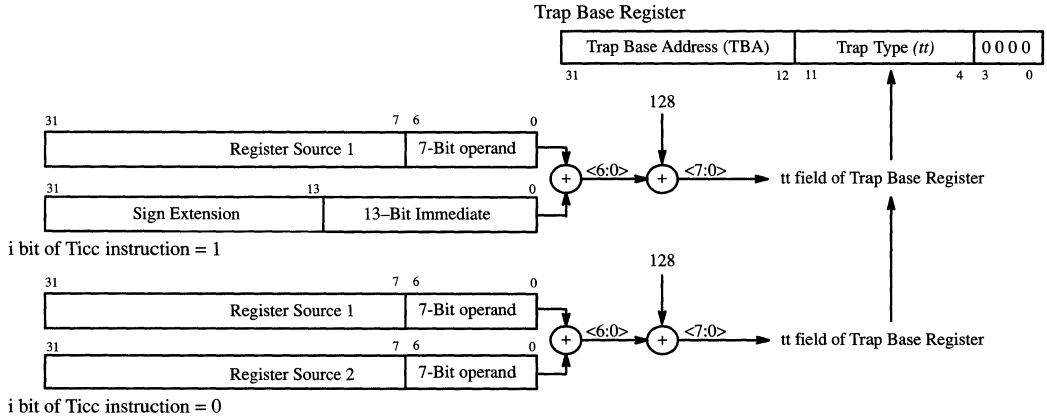 Trap Base Register
Trap Base Address (TBA) Trap Type (tt) 0 0 0 0
31 12 11 4 3 0
128
31 7 6 0
Register Source 1 7-Bit operand
+ <6:0> + <7:0> tt field of Trap Base Register
31 13 0
Sign Extension 13–Bit Immediate
i bit of Ticc instruction = 1
128
31 7 6 0
Register Source 1 7-Bit operand
+ <6:0> + <7:0> tt field of Trap Base Register
31 7 6 0
Register Source 2 7-Bit operand
i bit of Ticc instruction = 0